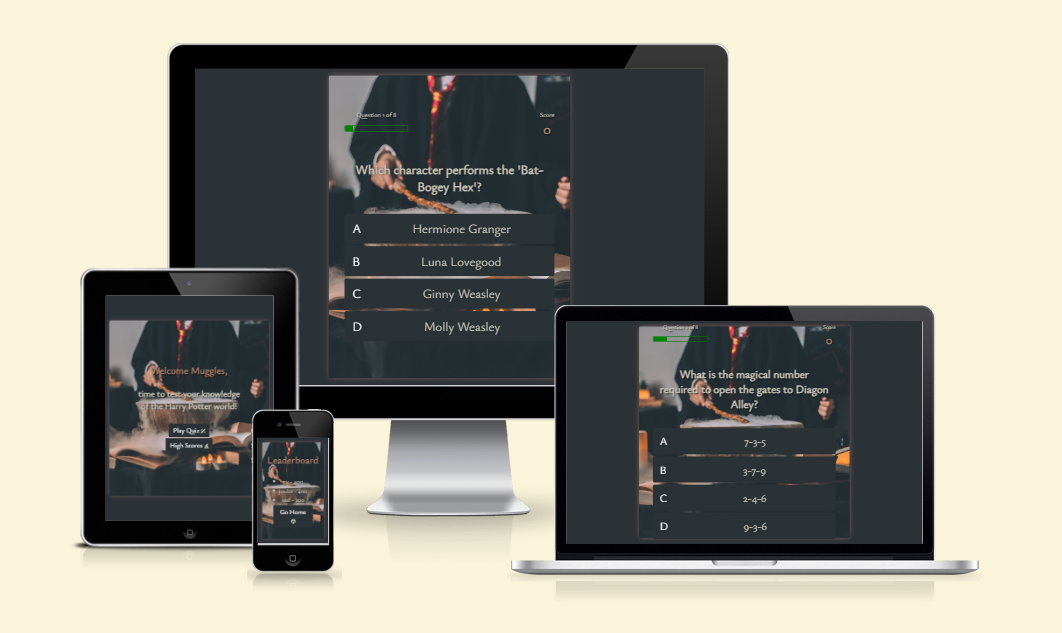 Question 1 of 8
Score
0
Which character performs the 'Bat-
Bogey Hex'?
A Hermione Granger
B Luna Lovegood
C Ginny Weasley
D Molly Weasley
Welcome Muggles,
time to test your knowledge
of the Harry Potter world!
Play Quiz
High Scores
Leaderboard
Go Home
Question 2 of 8
Score
0
What is the magical number
required to open the gates to Diagon
Alley?
A 7-3-5
B 3-7-9
C 2-4-6
D 9-3-6